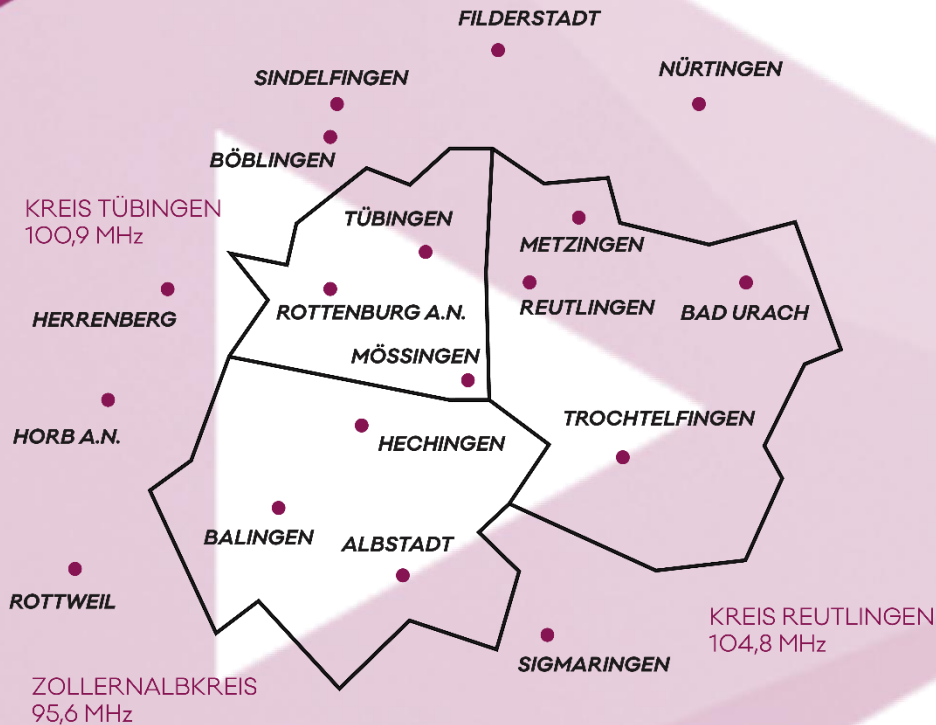 FILDERSTADT
SINDELFINGEN
NÜRTINGEN
BÖBLINGEN
KREIS TÜBINGEN
100,9 MHz
TÜBINGEN
METZINGEN
HERRENBERG
ROTTENBURG A.N.
REUTLINGEN
BAD URACH
MÖSSINGEN
HORB A.N.
HECHINGEN
TROCHTELFINGEN
BALINGEN
ALBSTADT
ROTTWEIL
KREIS REUTLINGEN
104,8 MHz
SIGMARINGEN
ZOLLERNALBKREIS
95,6 MHz